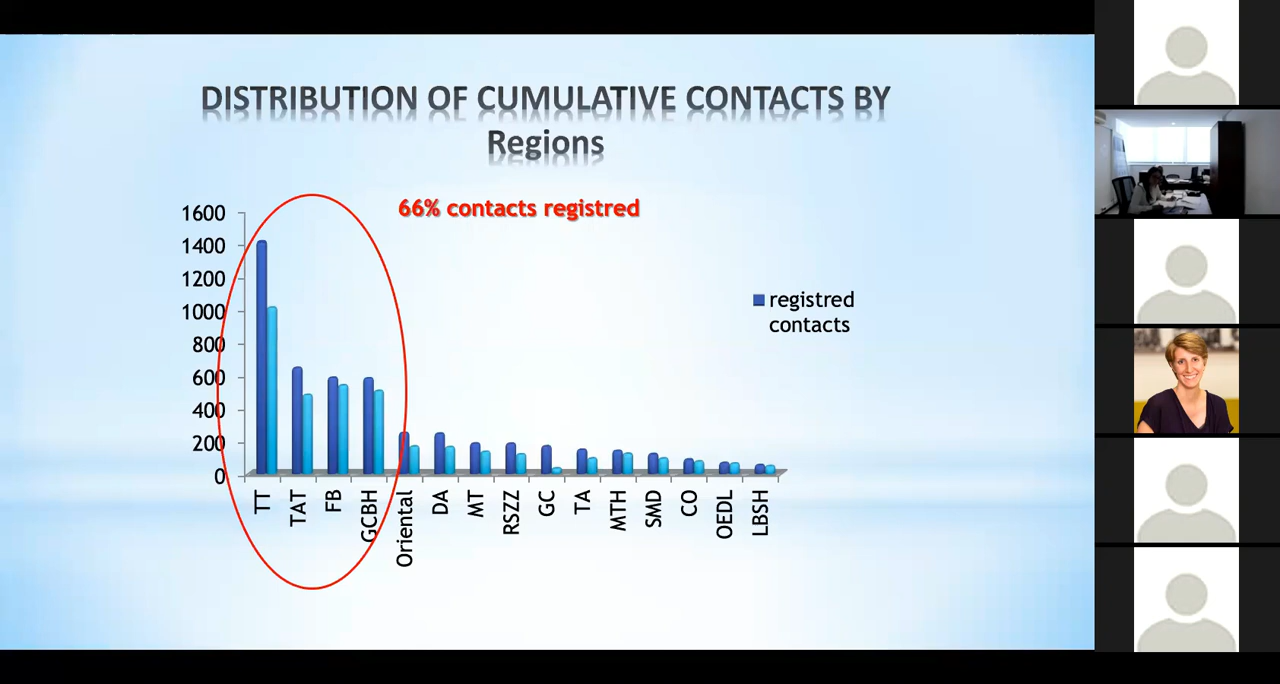 DISTRIBUTION OF CUMULATIVE CONTACTS BY
Regions
66% contacts registred
1600
1400
1200
1000
800
600
400
200
0
registred
contacts
TT
TAT
FB
GCBH
Oriental
DA
MT
RSZZ
GC
TA
MTH
SMD
CO
OEDL
LBSH